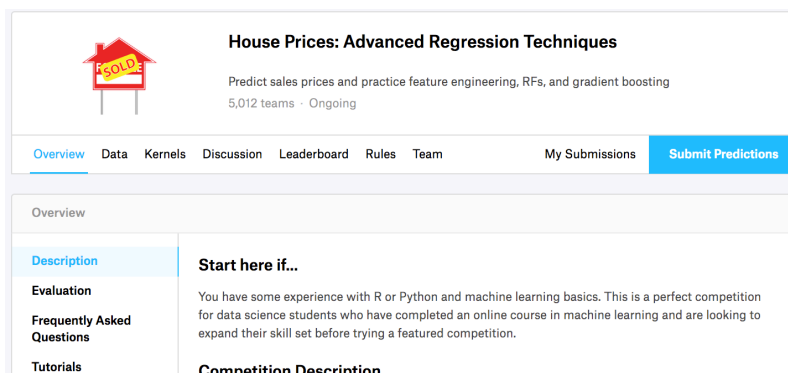 SOLD
House Prices: Advanced Regression Techniques
Predict sales prices and practice feature engineering, RFs, and gradient boosting
5,012 teams · Ongoing
Overview Data Kernels Discussion Leaderboard Rules Team My Submissions Submit Predictions
Overview
Description
Evaluation
Frequently Asked
Questions
Tutorials
Start here if...
You have some experience with R or Python and machine learning basics. This is a perfect competition
for data science students who have completed an online course in machine learning and are looking to
expand their skill set before trying a featured competition.
Competition Description